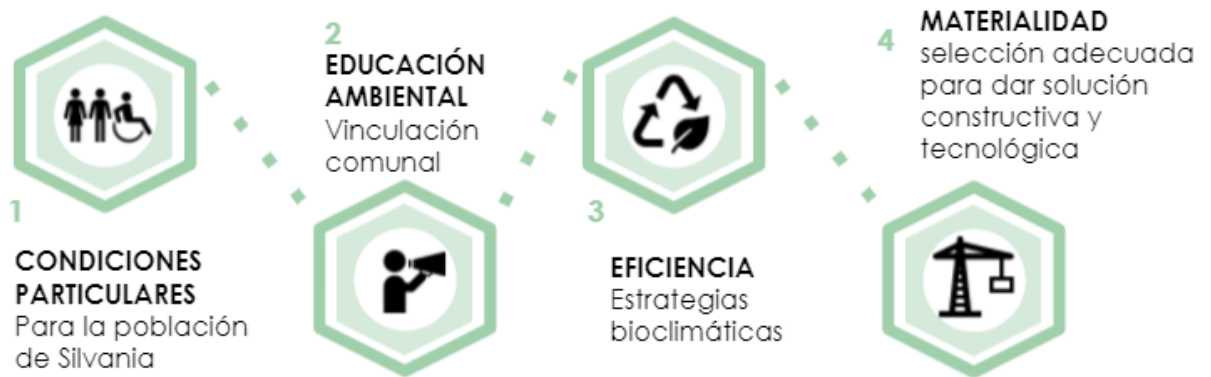 1
CONDICIONES
PARTICULARES
Para la población
de Silvania
2
EDUCACIÓN
AMBIENTAL
Vinculación
comunal
3
EFICIENCIA
Estrategias
bioclimáticas
4
MATERIALIDAD
selección adecuada
para dar solución
constructiva y
tecnológica